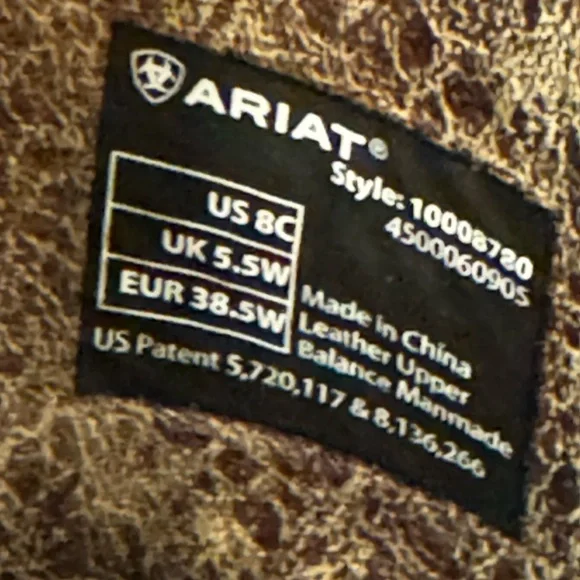 ARIAT®
Style: 10008780
4500060905
US 8C
UK 5.5W
EUR 38.5W
Made in China
Leather Upper
Balance Manmade
US Patent 5,720,117 & 8,136,266